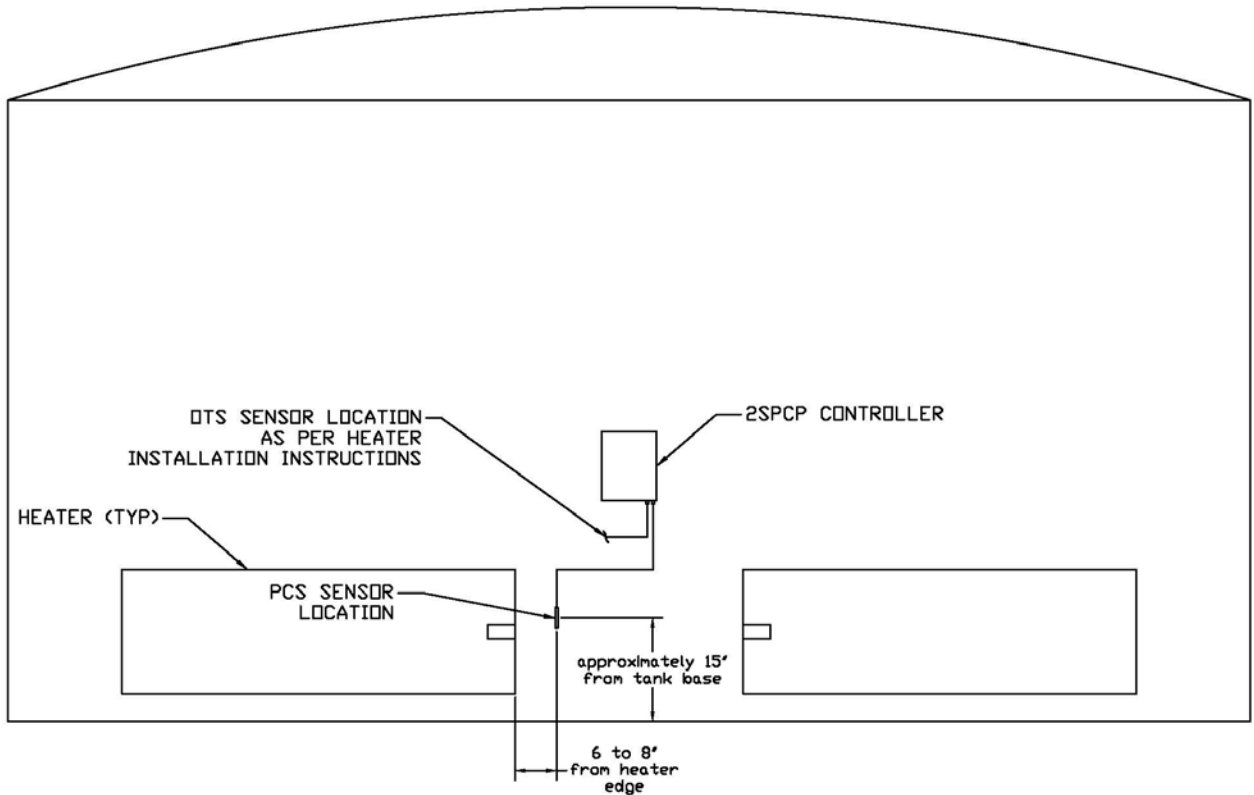 OTS SENSOR LOCATION
AS PER HEATER
INSTALLATION INSTRUCTIONS
2SPCP CONTROLLER
HEATER (TYP)
PCS SENSOR
LOCATION
approximately 15"
from tank base
6 to 8"
from heater
edge